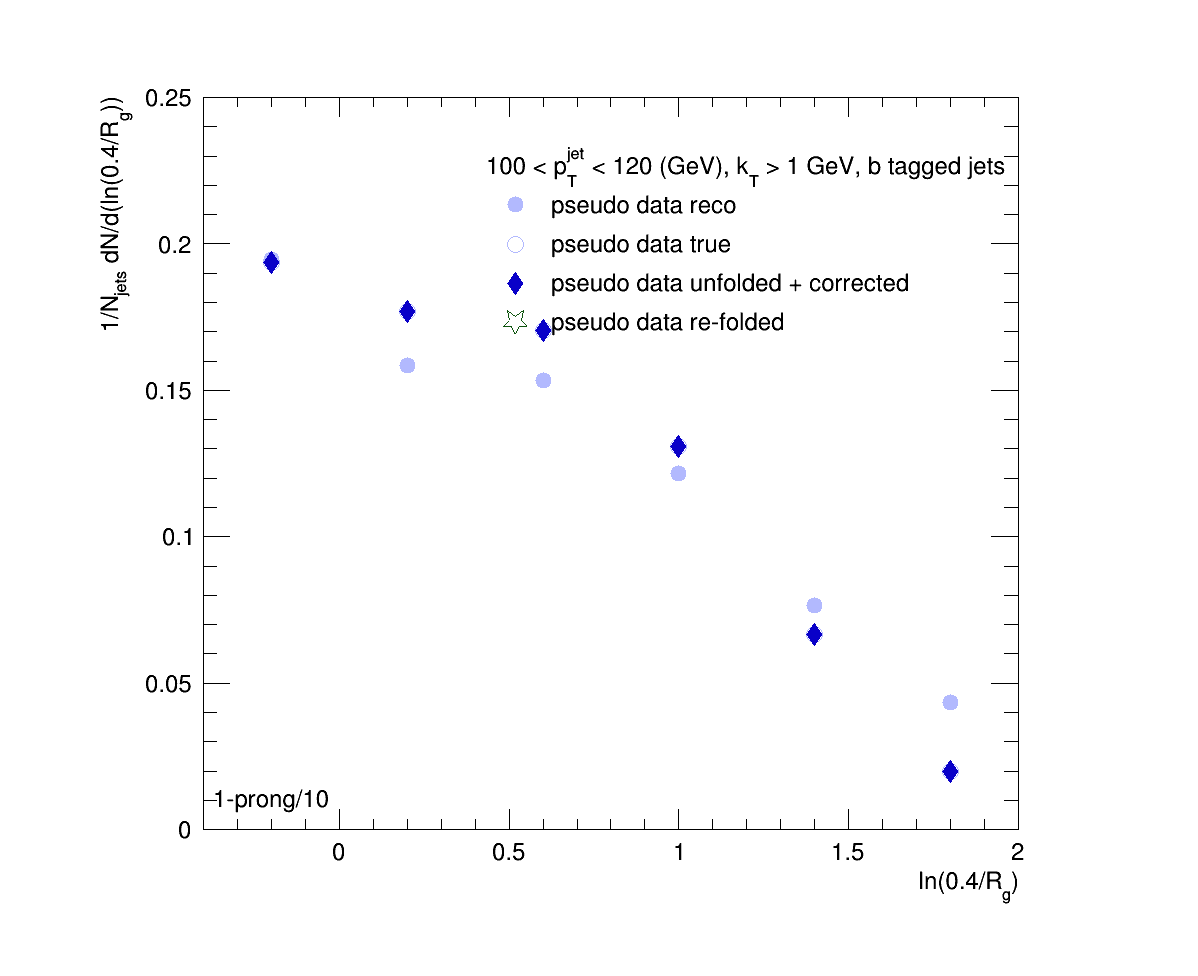 0.25
0.2
0.15
0.1
0.05
0
1/N_jets dN/d(ln(0.4/R_g))
100 < p_T^jet < 120 (GeV), k_T > 1 GeV, b tagged jets
pseudo data reco
pseudo data true
pseudo data unfolded + corrected
pseudo data re-folded
1-prong/10
0 0.5 1 1.5 2
ln(0.4/R_g)